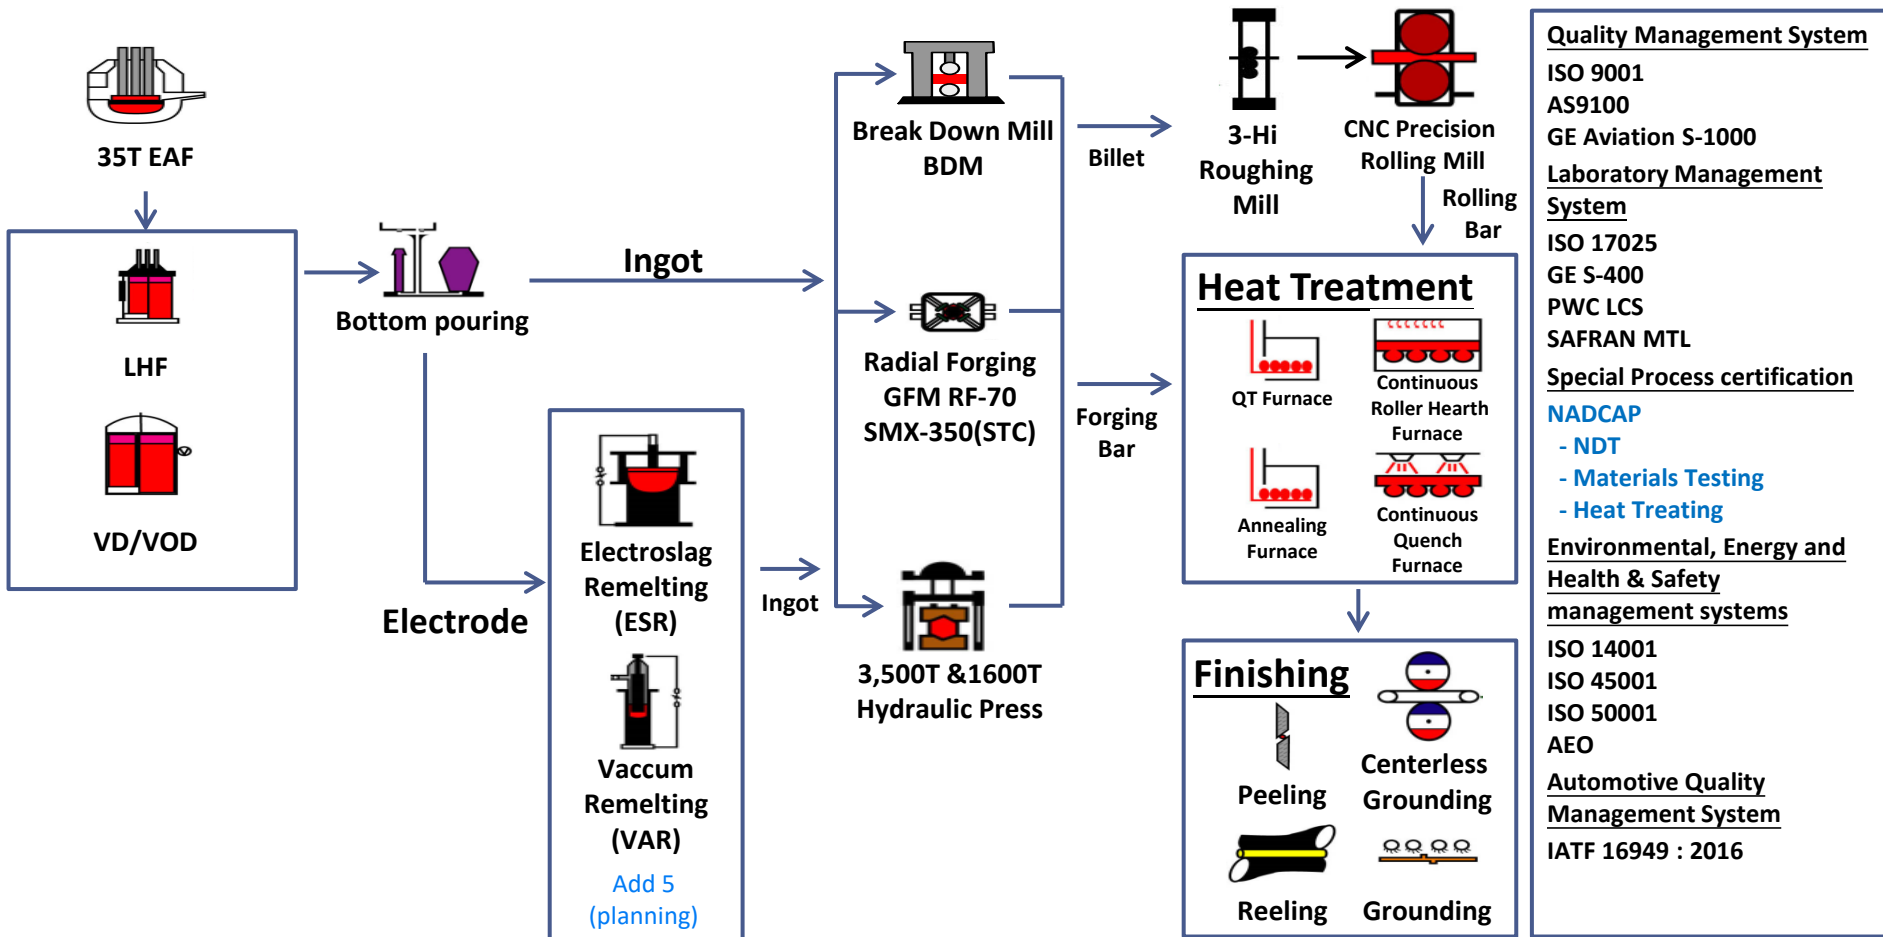 35T EAF
LHF
VD/VOD
Bottom pouring
Ingot
Electrode
Electroslag
Remelting
(ESR)
Vaccum
Remelting
(VAR)
Add 5
(planning)
Ingot
Break Down Mill
BDM
Radial Forging
GFM RF-70
SMX-350(STC)
3,500T &1600T
Hydraulic Press
Billet
Forging
Bar
3-Hi
Roughing
Mill
CNC Precision
Rolling Mill
Rolling
Bar
Heat Treatment
QT Furnace
Continuous
Roller Hearth
Furnace
Annealing
Furnace
Continuous
Quench
Furnace
Finishing
Peeling
Centerless
Grounding
Reeling
Grounding
Quality Management System
ISO 9001
AS9100
GE Aviation S-1000
Laboratory Management
System
ISO 17025
GE S-400
PWC LCS
SAFRAN MTL
Special Process certification
NADCAP
- NDT
- Materials Testing
- Heat Treating
Environmental, Energy and
Health & Safety
management systems
ISO 14001
ISO 45001
ISO 50001
AEO
Automotive Quality
Management System
IATF 16949 : 2016